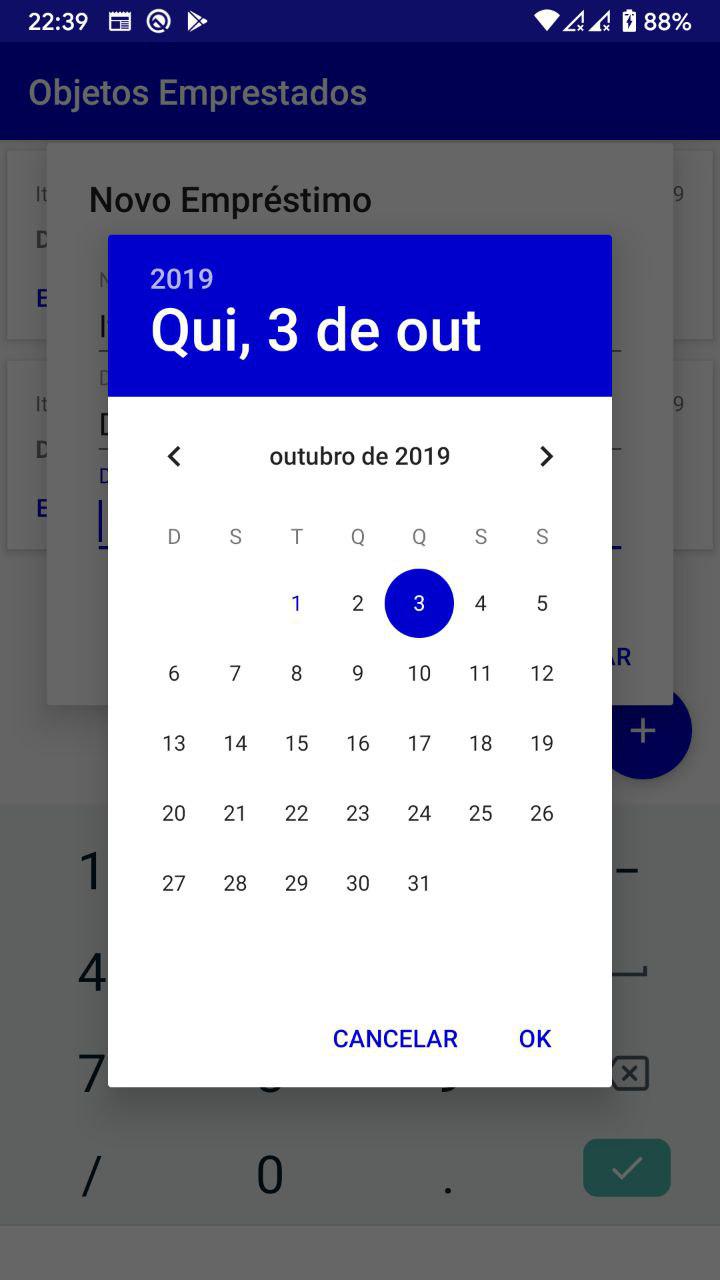 22:39 88%
Objetos Emprestados
Novo Empréstimo
2019
Qui, 3 de out
outubro de 2019
D S T Q Q S S
1 2 3 4 5
6 7 8 9 10 11 12
13 14 15 16 17 18 19
20 21 22 23 24 25 26
27 28 29 30 31
CANCELAR OK
+
1 -
4
7
/ 0 .